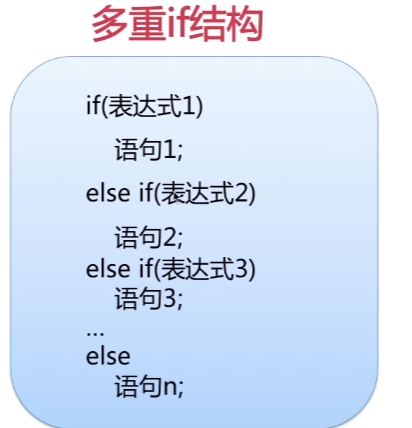 多重if结构
if(表达式1)
语句1;
else if(表达式2)
语句2;
else if(表达式3)
语句3;
...
else
语句n;